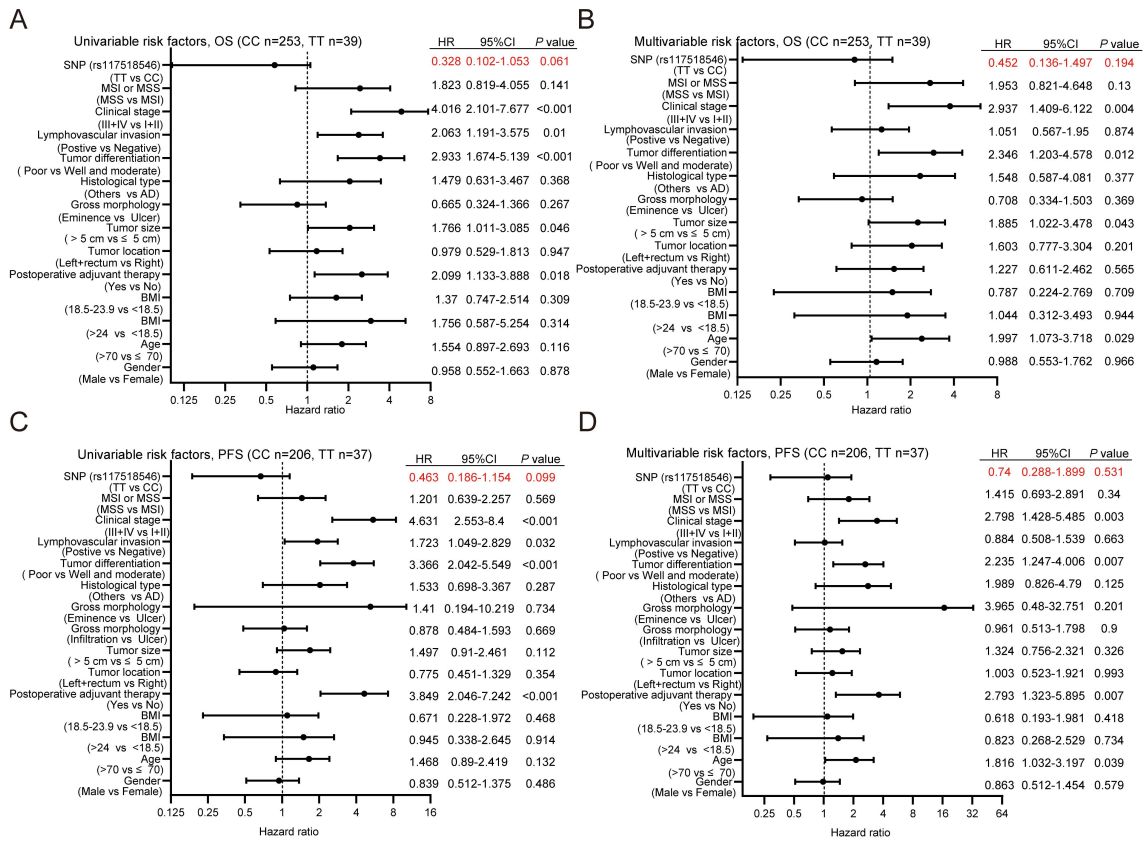 A
Univariable risk factors, OS (CC n=253, TT n=39)
HR 95%CI P value
SNP (rs117518546) 0.328 0.102-1.053 0.061
(TT vs CC)
MSI or MSS 1.823 0.819-4.055 0.141
(MSS vs MSI)
Clinical stage 4.016 2.101-7.677 <0.001
(III+IV vs I+II)
Lymphovascular invasion 2.063 1.191-3.575 0.01
(Postive vs Negative)
Tumor differentiation 2.933 1.674-5.139 <0.001
( Poor vs Well and moderate)
Histological type 1.479 0.631-3.467 0.368
(Others vs AD)
Gross morphology 0.665 0.324-1.366 0.267
(Eminence vs Ulcer)
Tumor size 1.766 1.011-3.085 0.046
( > 5 cm vs ≤ 5 cm)
Tumor location 0.979 0.529-1.813 0.947
(Left+rectum vs Right)
Postoperative adjuvant therapy 2.099 1.133-3.888 0.018
(Yes vs No)
BMI 1.37 0.747-2.514 0.309
(18.5-23.9 vs <18.5)
BMI 1.756 0.587-5.254 0.314
(>24 vs <18.5)
Age 1.554 0.897-2.693 0.116
(>70 vs ≤ 70)
Gender 0.958 0.552-1.663 0.878
(Male vs Female)
0.125 0.25 0.5 1 2 4 8
Hazard ratio
B
Multivariable risk factors, OS (CC n=253, TT n=39)
HR 95%CI P value
SNP (rs117518546) 0.452 0.136-1.497 0.194
(TT vs CC)
MSI or MSS 1.953 0.821-4.648 0.13
(MSS vs MSI)
Clinical stage 2.937 1.409-6.122 0.004
(III+IV vs I+II)
Lymphovascular invasion 1.051 0.567-1.95 0.874
(Postive vs Negative)
Tumor differentiation 2.346 1.203-4.578 0.012
( Poor vs Well and moderate)
Histological type 1.548 0.587-4.081 0.377
(Others vs AD)
Gross morphology 0.708 0.334-1.503 0.369
(Eminence vs Ulcer)
Tumor size 1.885 1.022-3.478 0.043
( > 5 cm vs ≤ 5 cm)
Tumor location 1.603 0.777-3.304 0.201
(Left+rectum vs Right)
Postoperative adjuvant therapy 1.227 0.611-2.462 0.565
(Yes vs No)
BMI 0.787 0.224-2.769 0.709
(18.5-23.9 vs <18.5)
BMI 1.044 0.312-3.493 0.944
(>24 vs <18.5)
Age 1.997 1.073-3.718 0.029
(>70 vs ≤ 70)
Gender 0.988 0.553-1.762 0.966
(Male vs Female)
0.125 0.25 0.5 1 2 4 8
Hazard ratio
C
Univariable risk factors, PFS (CC n=206, TT n=37)
HR 95%CI P value
SNP (rs117518546) 0.463 0.186-1.154 0.099
(TT vs CC)
MSI or MSS 1.201 0.639-2.257 0.569
(MSS vs MSI)
Clinical stage 4.631 2.553-8.4 <0.001
(III+IV vs I+II)
Lymphovascular invasion 1.723 1.049-2.829 0.032
(Postive vs Negative)
Tumor differentiation 3.366 2.042-5.549 <0.001
( Poor vs Well and moderate)
Histological type 1.533 0.698-3.367 0.287
(Others vs AD)
Gross morphology 1.41 0.194-10.219 0.734
(Eminence vs Ulcer)
Gross morphology 0.878 0.484-1.593 0.669
(Infiltration vs Ulcer)
Tumor size 1.497 0.91-2.461 0.112
( > 5 cm vs ≤ 5 cm)
Tumor location 0.775 0.451-1.329 0.354
(Left+rectum vs Right)
Postoperative adjuvant therapy 3.849 2.046-7.242 <0.001
(Yes vs No)
BMI 0.671 0.228-1.972 0.468
(18.5-23.9 vs <18.5)
BMI 0.945 0.338-2.645 0.914
(>24 vs <18.5)
Age 1.468 0.89-2.419 0.132
(>70 vs ≤ 70)
Gender 0.839 0.512-1.375 0.486
(Male vs Female)
0.125 0.25 0.5 1 2 4 8 16
Hazard ratio
D
Multivariable risk factors, PFS (CC n=206, TT n=37)
HR 95%CI P value
SNP (rs117518546) 0.74 0.288-1.899 0.531
(TT vs CC)
MSI or MSS 1.415 0.693-2.891 0.34
(MSS vs MSI)
Clinical stage 2.798 1.428-5.485 0.003
(III+IV vs I+II)
Lymphovascular invasion 0.884 0.508-1.539 0.663
(Postive vs Negative)
Tumor differentiation 2.235 1.247-4.006 0.007
( Poor vs Well and moderate)
Histological type 1.989 0.826-4.79 0.125
(Others vs AD)
Gross morphology 3.965 0.48-32.751 0.201
(Eminence vs Ulcer)
Gross morphology 0.961 0.513-1.798 0.9
(Infiltration vs Ulcer)
Tumor size 1.324 0.756-2.321 0.326
( > 5 cm vs ≤ 5 cm)
Tumor location 1.003 0.523-1.921 0.993
(Left+rectum vs Right)
Postoperative adjuvant therapy 2.793 1.323-5.895 0.007
(Yes vs No)
BMI 0.618 0.193-1.981 0.418
(18.5-23.9 vs <18.5)
BMI 0.823 0.268-2.529 0.734
(>24 vs <18.5)
Age 1.816 1.032-3.197 0.039
(>70 vs ≤ 70)
Gender 0.863 0.512-1.454 0.579
(Male vs Female)
0.25 0.5 1 2 4 8 16 32 64
Hazard ratio